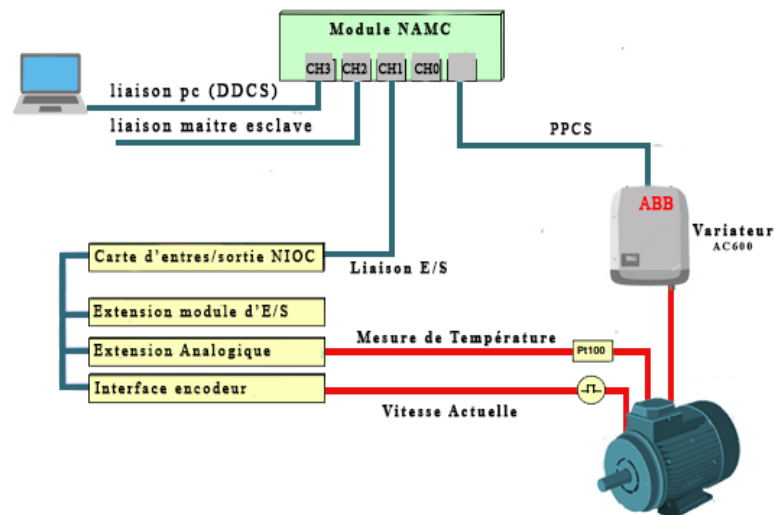 Module NAMC
CH3 CH2 CH1 CH0
liaison pc (DDCS)
liaison maitre esclave
PPCS
ABB
Variateur
AC600
Carte d'entres/sortie NIOC
Liaison E/S
Extension module d'E/S
Mesure de Température
Extension Analogique
Pt100
Interface encodeur
Vitesse Actuelle